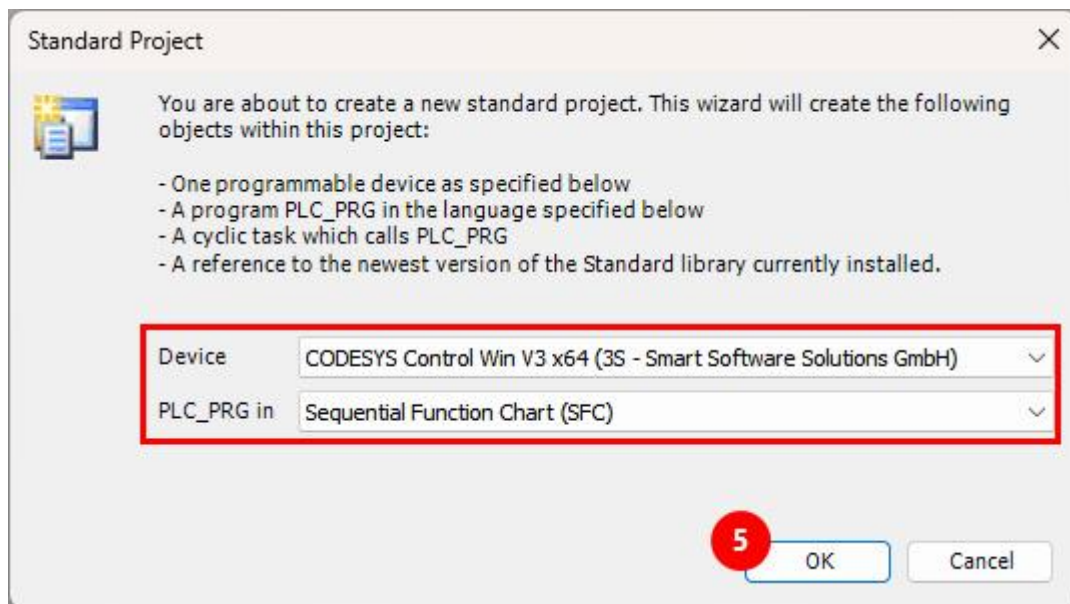 Standard Project
You are about to create a new standard project. This wizard will create the following
objects within this project:
- One programmable device as specified below
- A program PLC_PRG in the language specified below
- A cyclic task which calls PLC_PRG
- A reference to the newest version of the Standard library currently installed.
Device CODESYS Control Win V3 x64 (3S - Smart Software Solutions GmbH)
PLC_PRG in Sequential Function Chart (SFC)
5 OK Cancel